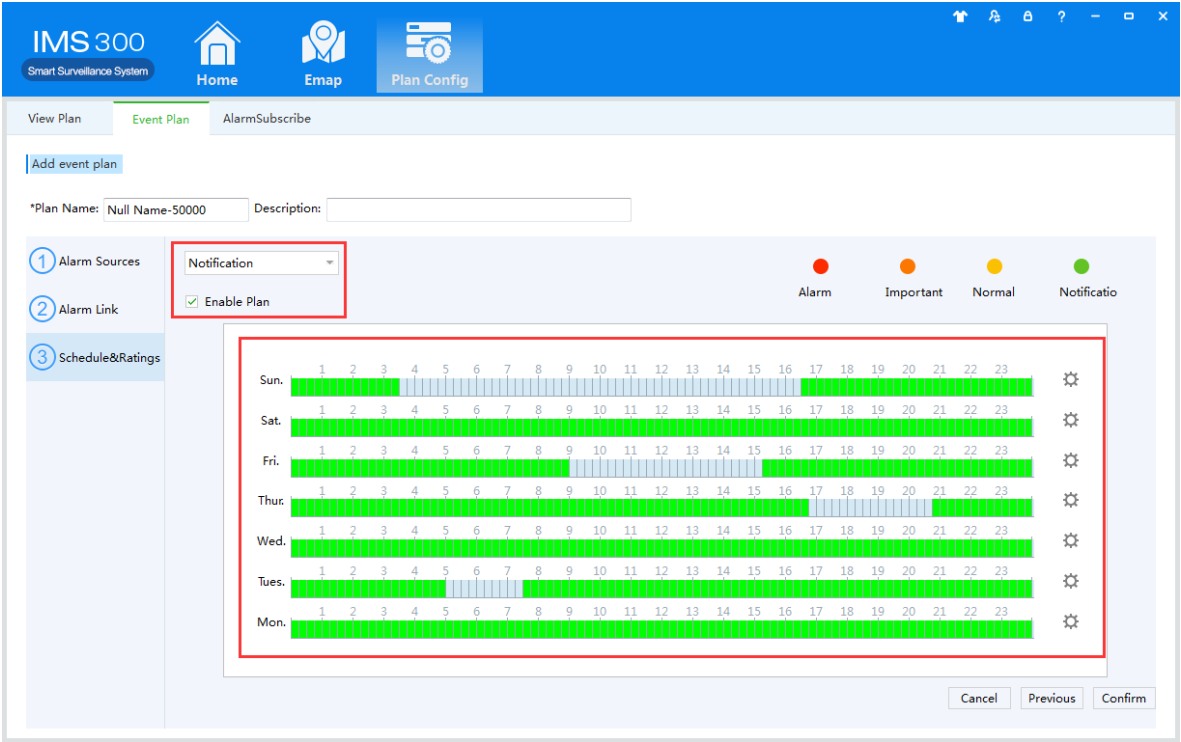 IMS 300
Smart Surveillance System
Home
Emap
Plan Config
?
View Plan
Event Plan
AlarmSubscribe
Add event plan
*Plan Name: Null Name-50000 Description:
1 Alarm Sources
2 Alarm Link
3 Schedule&Ratings
Notification
Enable Plan
Alarm
Important
Normal
Notificatio
1 2 3 4 5 6 7 8 9 10 11 12 13 14 15 16 17 18 19 20 21 22 23
Sun.
1 2 3 4 5 6 7 8 9 10 11 12 13 14 15 16 17 18 19 20 21 22 23
Sat.
1 2 3 4 5 6 7 8 9 10 11 12 13 14 15 16 17 18 19 20 21 22 23
Fri.
1 2 3 4 5 6 7 8 9 10 11 12 13 14 15 16 17 18 19 20 21 22 23
Thur.
1 2 3 4 5 6 7 8 9 10 11 12 13 14 15 16 17 18 19 20 21 22 23
Wed.
1 2 3 4 5 6 7 8 9 10 11 12 13 14 15 16 17 18 19 20 21 22 23
Tues.
1 2 3 4 5 6 7 8 9 10 11 12 13 14 15 16 17 18 19 20 21 22 23
Mon.
Cancel
Previous
Confirm